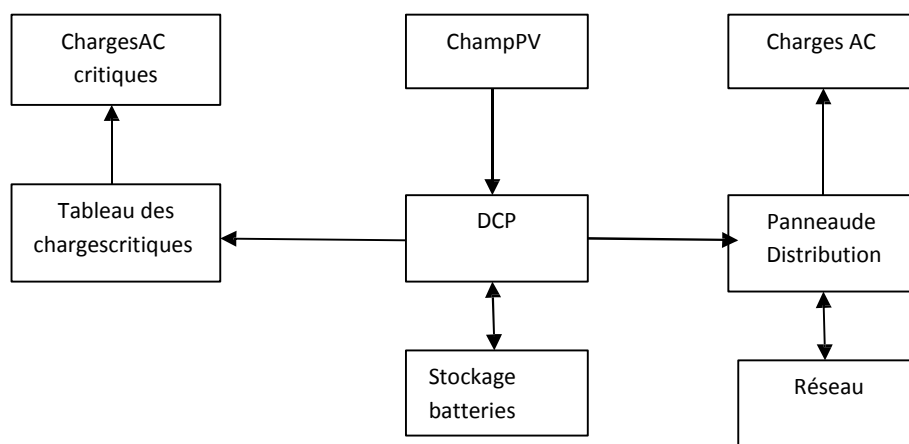 ChargesAC
critiques
ChampPV
Charges AC
Tableau des
chargescritiques
DCP
Panneaude
Distribution
Stockage
batteries
Réseau